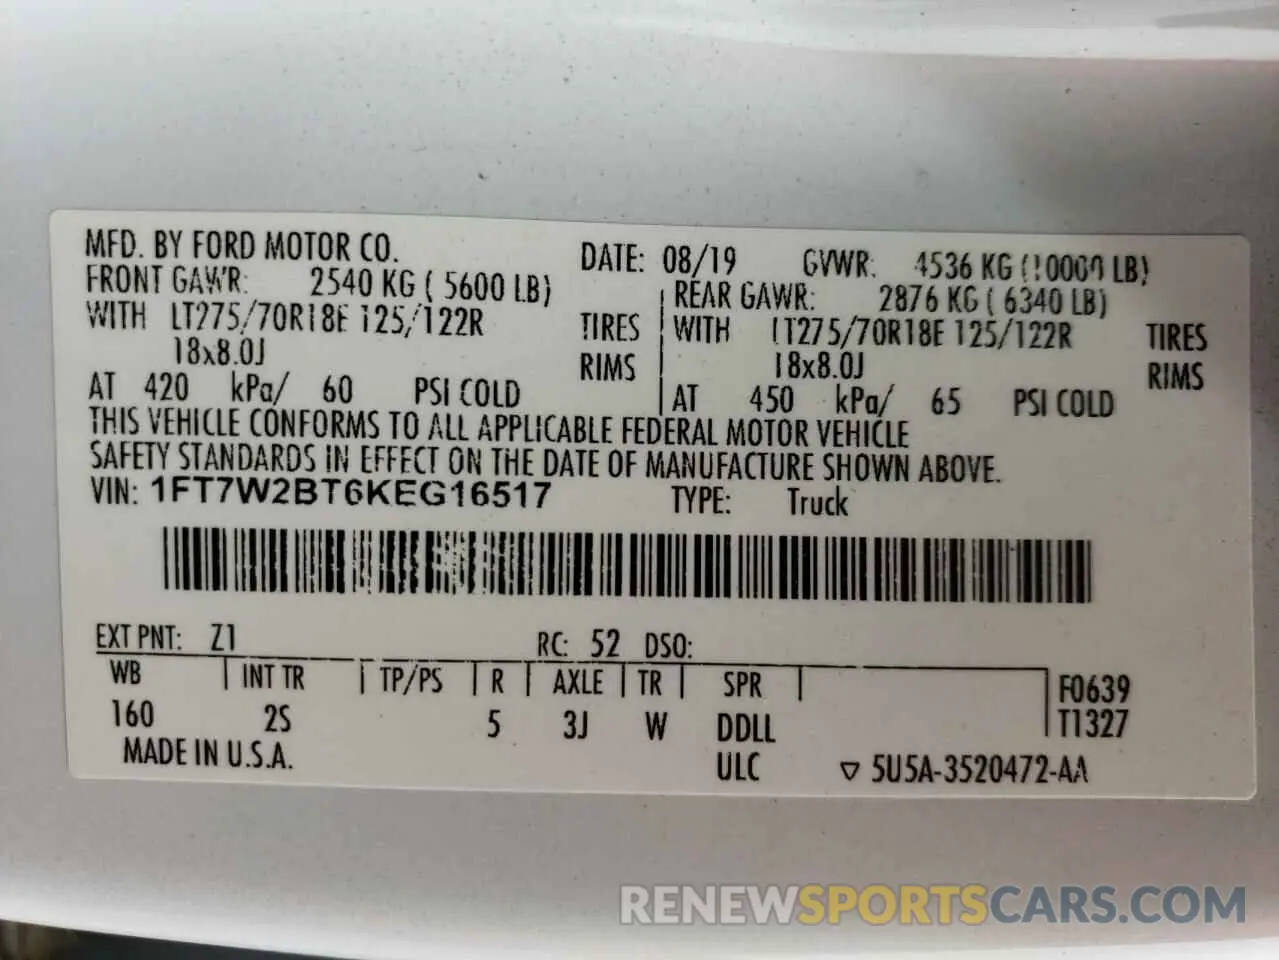 MFD. BY FORD MOTOR CO. DATE: 08/19 GVWR: 4536 KG (10000 LB)
FRONT GAWR: 2540 KG ( 5600 LB) REAR GAWR: 2876 KG ( 6340 LB)
WITH LT275/70R18E 125/122R TIRES WITH LT275/70R18E 125/122R TIRES
18x8.0J RIMS 18x8.0J RIMS
AT 420 kPa/ 60 PSI COLD AT 450 kPa/ 65 PSI COLD
THIS VEHICLE CONFORMS TO ALL APPLICABLE FEDERAL MOTOR VEHICLE
SAFETY STANDARDS IN EFFECT ON THE DATE OF MANUFACTURE SHOWN ABOVE.
VIN: 1FT7W2BT6KEG16517 TYPE: Truck
EXT PNT: Z1 RC: 52 DSO:
WB INT TR TP/PS R AXLE TR SPR F0639
160 2S 5 3J W DDLL T1327
MADE IN U.S.A. ULC ▽ 5U5A-3520472-AA
RENEWSPORTSCARS.COM